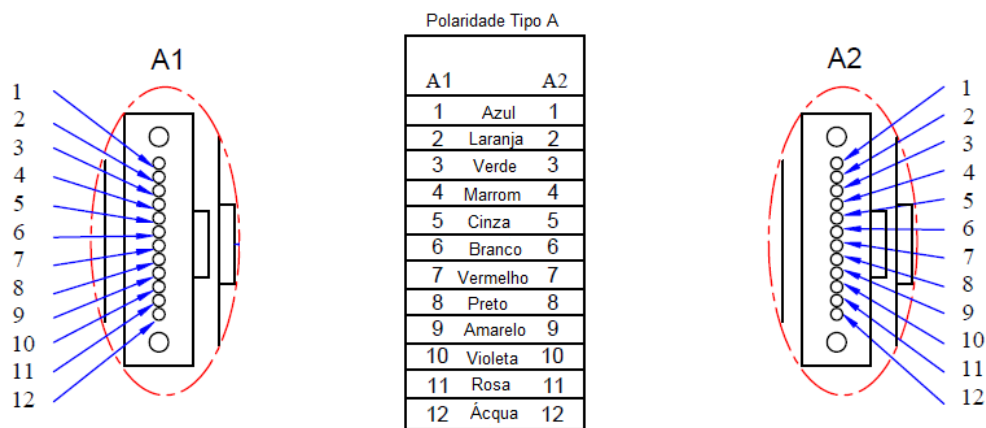 Polaridade Tipo A
A1
A1 A2
A2
1
2
3
4
5
6
7
8
9
10
11
12
1 Azul 1
2 Laranja 2
3 Verde 3
4 Marrom 4
5 Cinza 5
6 Branco 6
7 Vermelho 7
8 Preto 8
9 Amarelo 9
10 Violeta 10
11 Rosa 11
12 Ácqua 12
1
2
3
4
5
6
7
8
9
10
11
12